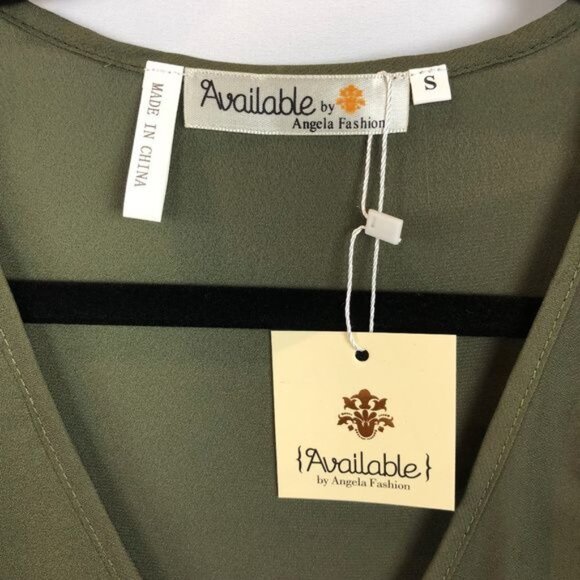 MADE IN CHINA
Available by
Angela Fashion
S
{Available}
by Angela Fashion